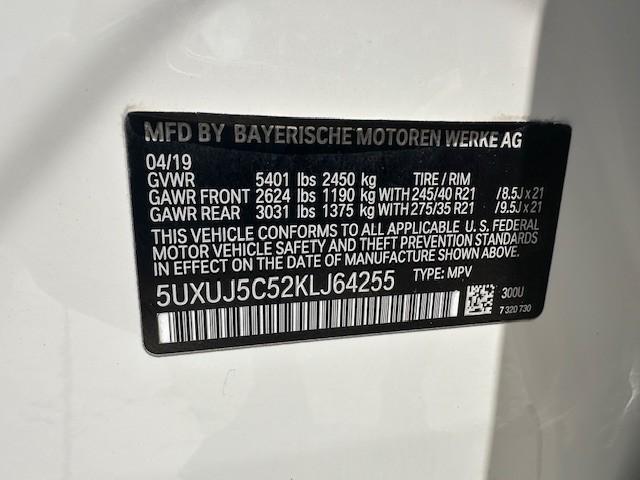 MFD BY BAYERISCHE MOTOREN WERKE AG
04/19
GVWR 5401 lbs 2450 kg TIRE / RIM
GAWR FRONT 2624 lbs 1190 kg WITH 245/40 R21 / 8.5J x 21
GAWR REAR 3031 lbs 1375 kg WITH 275/35 R21 / 9.5J x 21
THIS VEHICLE CONFORMS TO ALL APPLICABLE U. S. FEDERAL
MOTOR VEHICLE SAFETY AND THEFT PREVENTION STANDARDS
IN EFFECT ON THE DATE OF MANUFACTURE SHOWN ABOVE.
5UXUJ5C52KLJ64255 TYPE: MPV
300U
7 320 730